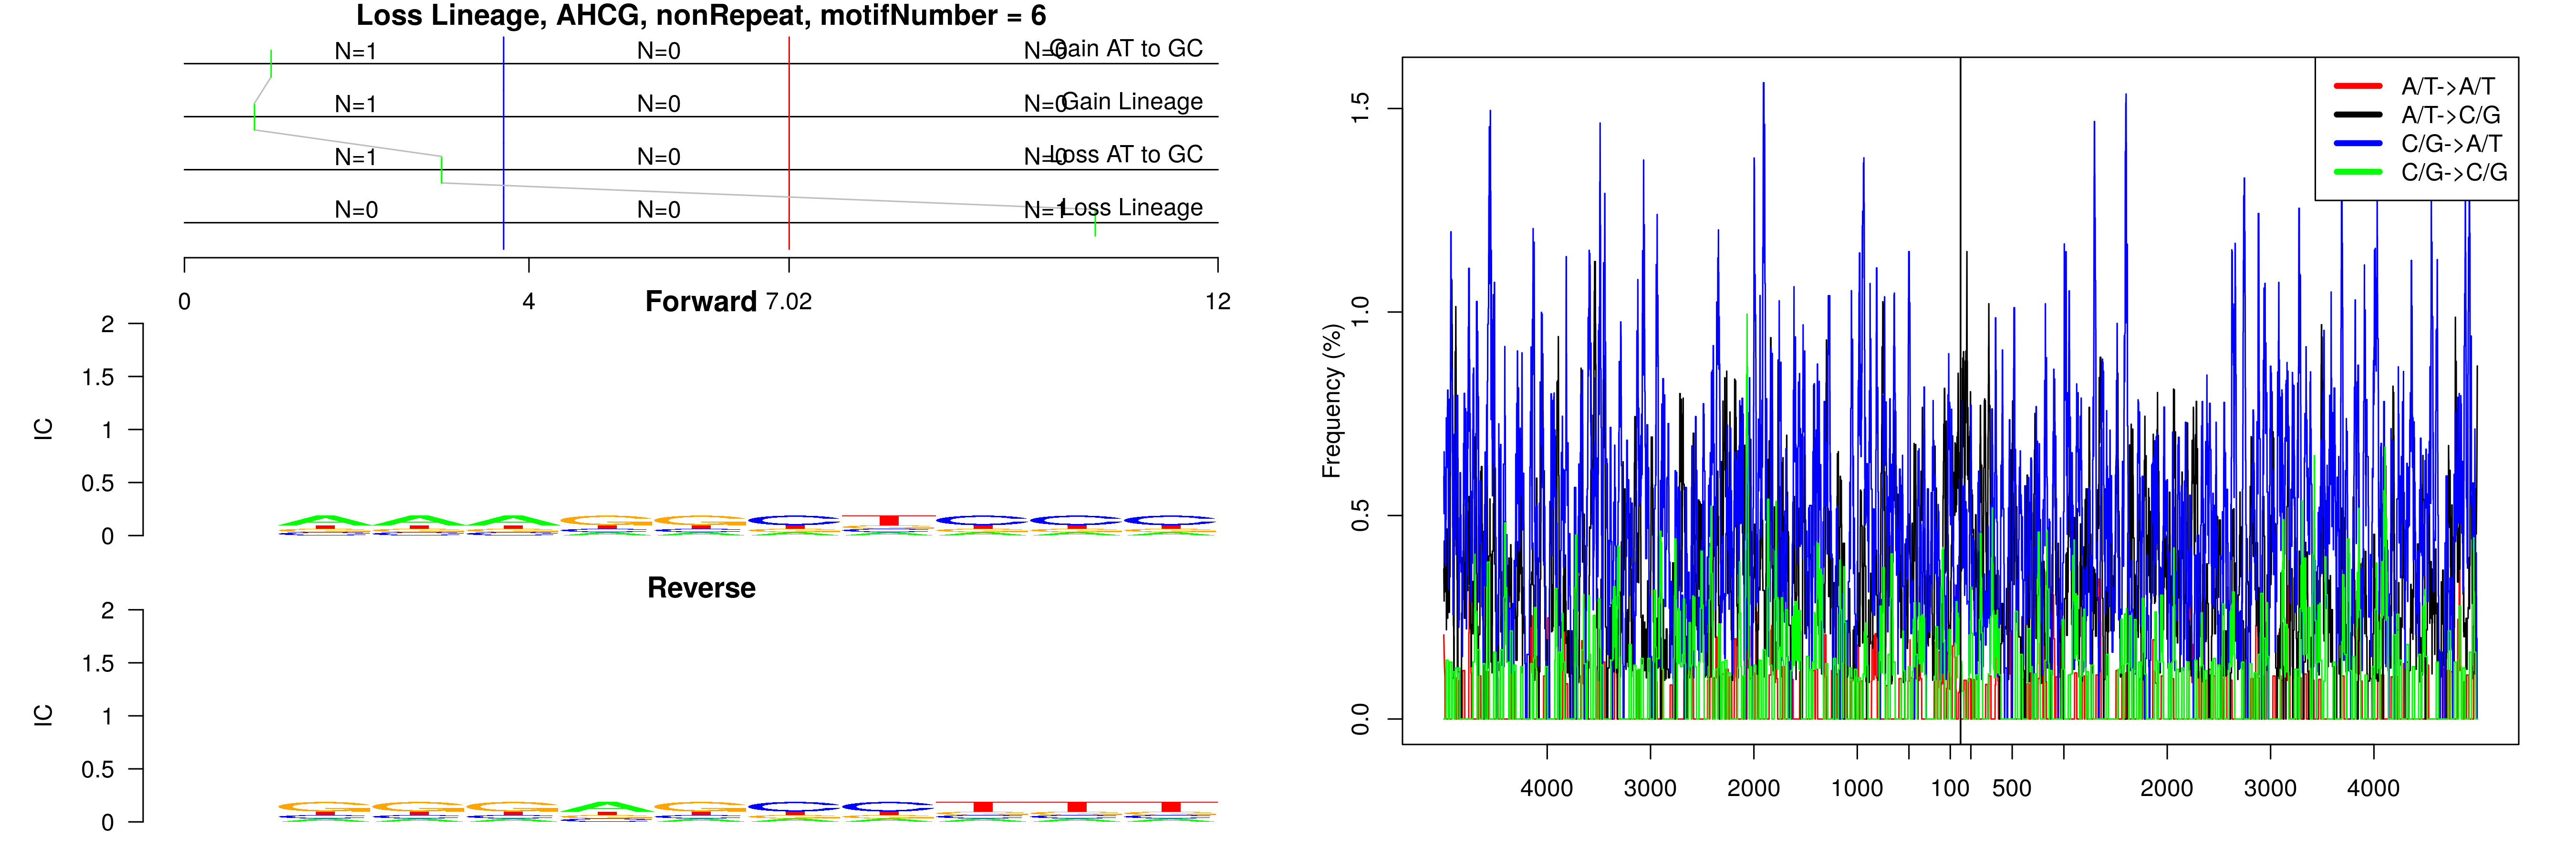 Loss Lineage, AHCG, nonRepeat, motifNumber = 6
N=1 N=0 N=0 Gain AT to GC
N=1 N=0 N=0 Gain Lineage
N=1 N=0 N=0 Loss AT to GC
N=0 N=0 N=1 Loss Lineage
0 4 7.02 12
Forward
2
1.5
1
0.5
0
IC
A A A G G C T C C C
Reverse
2
1.5
1
0.5
0
IC
G G G A G C C T T T
A/T->A/T
A/T->C/G
C/G->A/T
C/G->C/G
Frequency (%)
1.5
1.0
0.5
0.0
4000 3000 2000 1000 100 500 2000 3000 4000